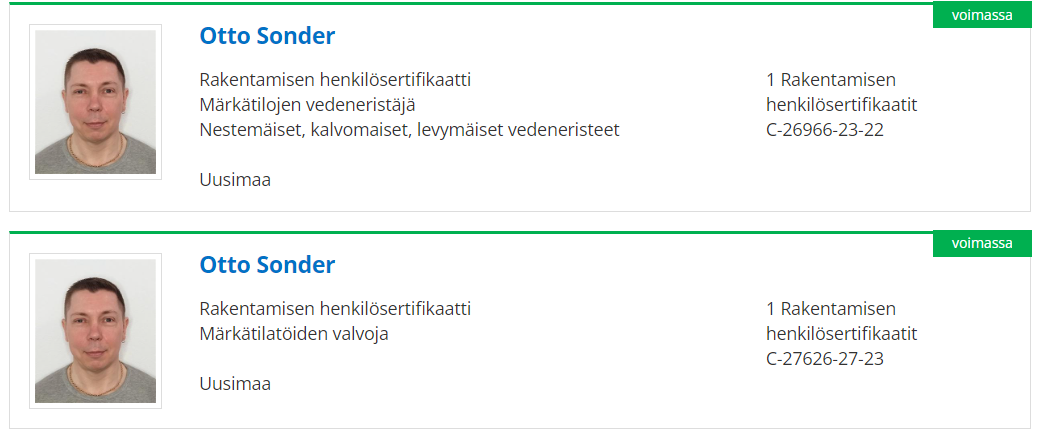 voimassa
Otto Sonder
Rakentamisen henkilösertifikaatti
Märkätilojen vedeneristäjä
Nestemäiset, kalvomaiset, levymäiset vedeneristeet
Uusimaa
1 Rakentamisen
henkilösertifikaatit
C-26966-23-22
voimassa
Otto Sonder
Rakentamisen henkilösertifikaatti
Märkätilatöiden valvoja
Uusimaa
1 Rakentamisen
henkilösertifikaatit
C-27626-27-23